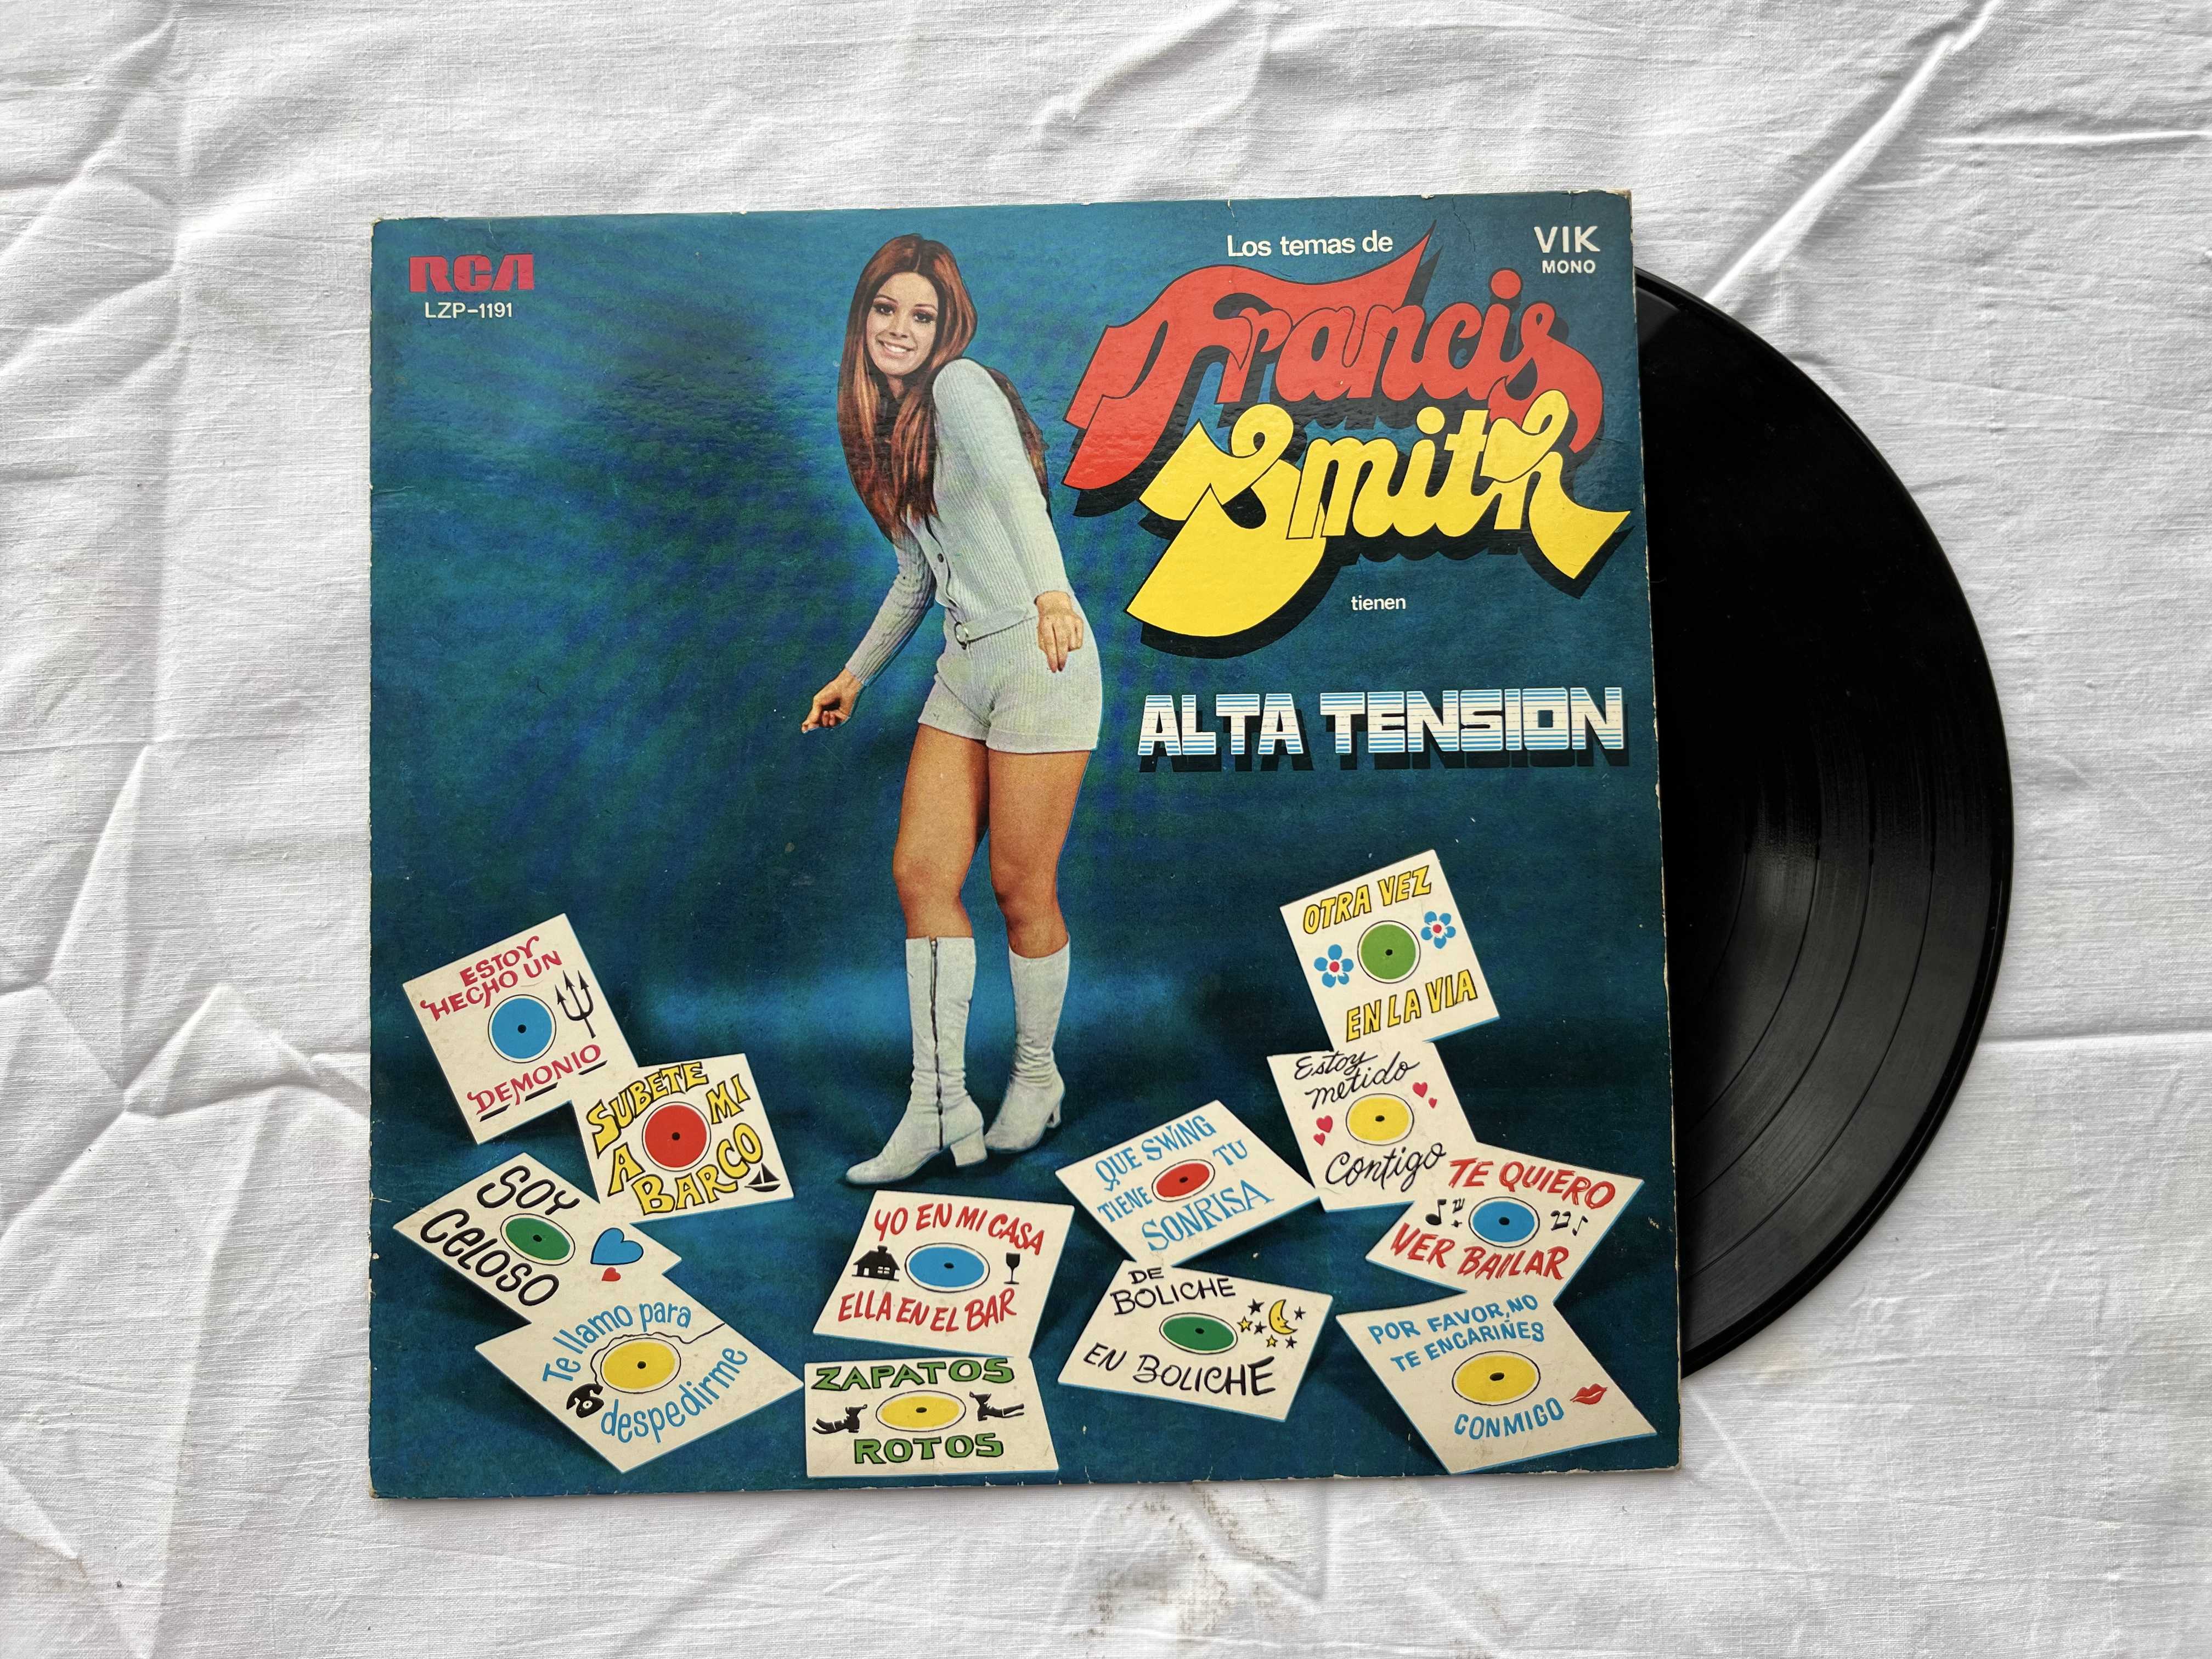 RCA
LZP-1191
Los temas de
VIK
MONO
Francis
Smith
tienen
ALTA TENSION
OTRA VEZ
EN LA VIA
ESTOY
HECHO UN
DEMONIO
SUBETE
A MI
BARCO
Estoy
metido
Contigo
QUE SWING
TIENE TU
SONRISA
TE QUIERO
VER BAILAR
SOY
CELOSO
YO EN MI CASA
ELLA EN EL BAR
DE
BOLICHE
EN BOLICHE
POR FAVOR, NO
TE ENCARIÑES
CONMIGO
Te llamo para
despedirme
ZAPATOS
ROTOS